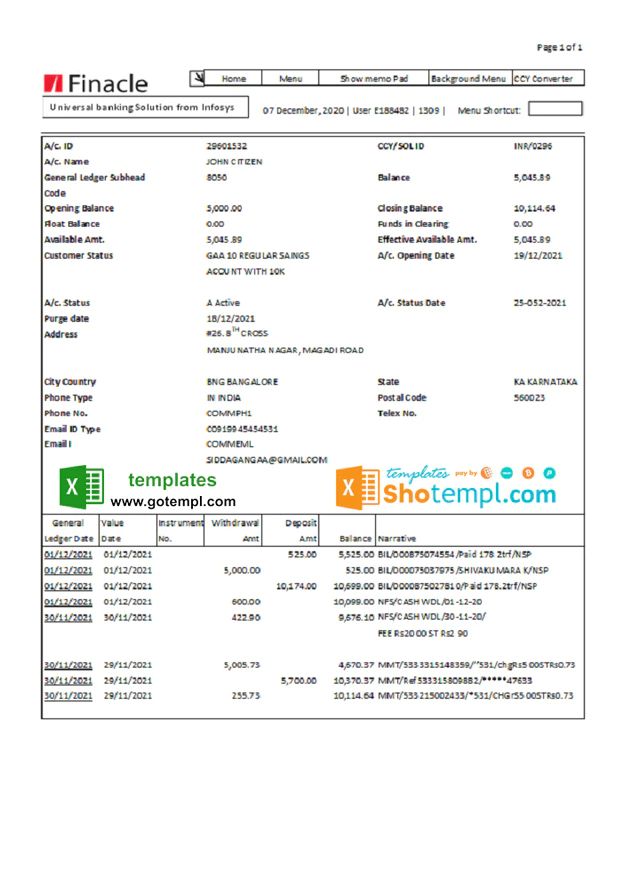 Page 1 of 1
Finacle
Home Menu Show memo Pad Background Menu CCY Converter
Universal banking Solution from Infosys
07 December, 2020 | User E188482 | 1309 | Menu Shortcut:
A/c. ID 29601532 CCY/SOL ID INR/0296
A/c. Name JOHN CITIZEN
General Ledger Subhead 8050 Balance 5,045.89
Code
Opening Balance 5,000.00 Closing Balance 10,114.64
Float Balance 0.00 Funds in Clearing 0.00
Available Amt. 5,045.89 Effective Available Amt. 5,045.89
Customer Status GAA 10 REGULAR SAINGS A/c. Opening Date 19/12/2021
ACOUNT WITH 10K
A/c. Status A Active A/c. Status Date 25-052-2021
Purge date 18/12/2021
Address #26. 8TH CROSS
MANJUNATHA NAGAR, MAGADI ROAD
City Country BNG BANGALORE State KA KARNATAKA
Phone Type IN INDIA Postal Code 560023
Phone No. COMMPH1 Telex No.
Email ID Type C0919945454531
Email I COMMEML
SIDDAGANGAA@GMAIL.COM
templates
www.gotempl.com
templates pay by
Shotempl.com
General Value Instrument Withdrawal Deposit
Ledger Date Date No. Amt Amt Balance Narrative
01/12/2021 01/12/2021 525.00 5,525.00 BIL/000875074554/Paid 178.2trf/NSP
01/12/2021 01/12/2021 5,000.00 525.00 BIL/000075037975/SHIVAKUMARA K/NSP
01/12/2021 01/12/2021 10,174.00 10,699.00 BIL/0000875027810/Paid 178.2trf/NSP
01/12/2021 01/12/2021 600.00 10,099.00 NFS/CASH WDL/01-12-20
30/11/2021 30/11/2021 422.90 9,676.10 NFS/CASH WDL/30-11-20/
FEE Rs20 00 ST Rs2 90
30/11/2021 29/11/2021 5,005.73 4,670.37 MMT/5333315148359/''531/chgRs5 00STRs0.73
30/11/2021 29/11/2021 5,700.00 10,370.37 MMT/Ref 533315809882/*****47633
30/11/2021 29/11/2021 255.73 10,114.64 MMT/533215002433/*531/CHGrS5 00STRs0.73